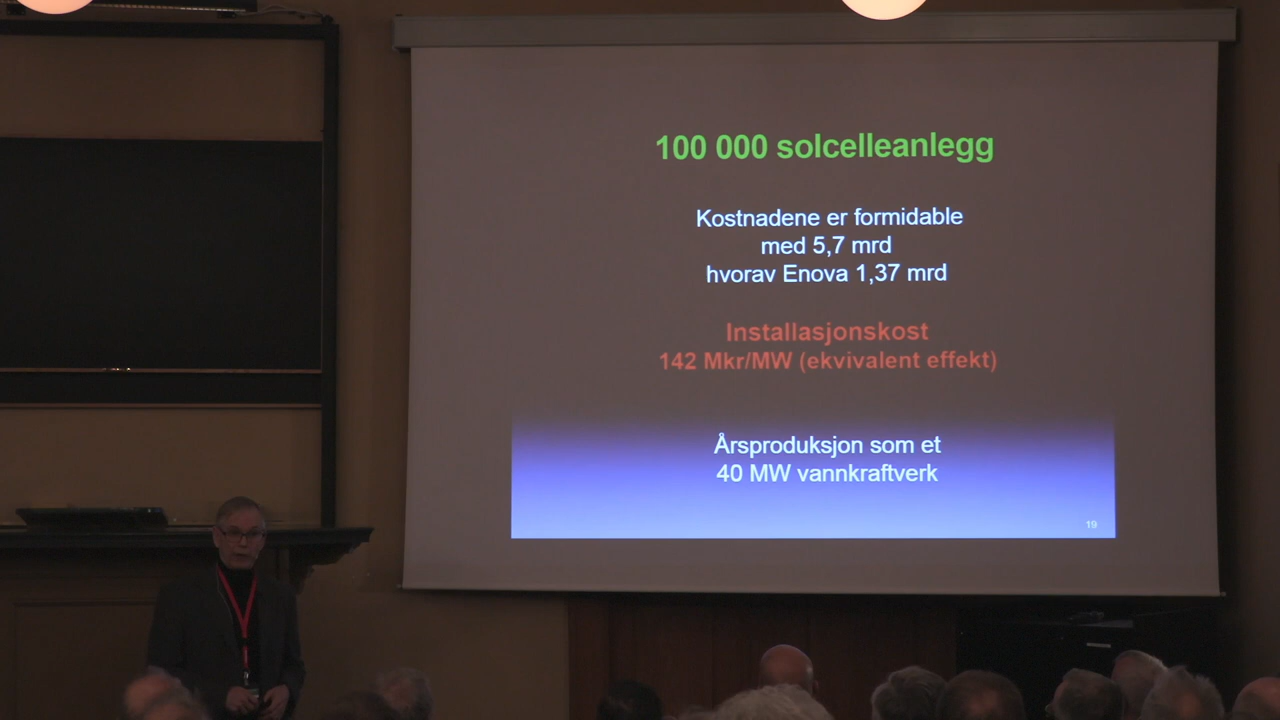 100 000 solcelleanlegg
Kostnadene er formidable
med 5,7 mrd
hvorav Enova 1,37 mrd
Installasjonskost
142 Mkr/MW (ekvivalent effekt)
Årsproduksjon som et
40 MW vannkraftverk
19